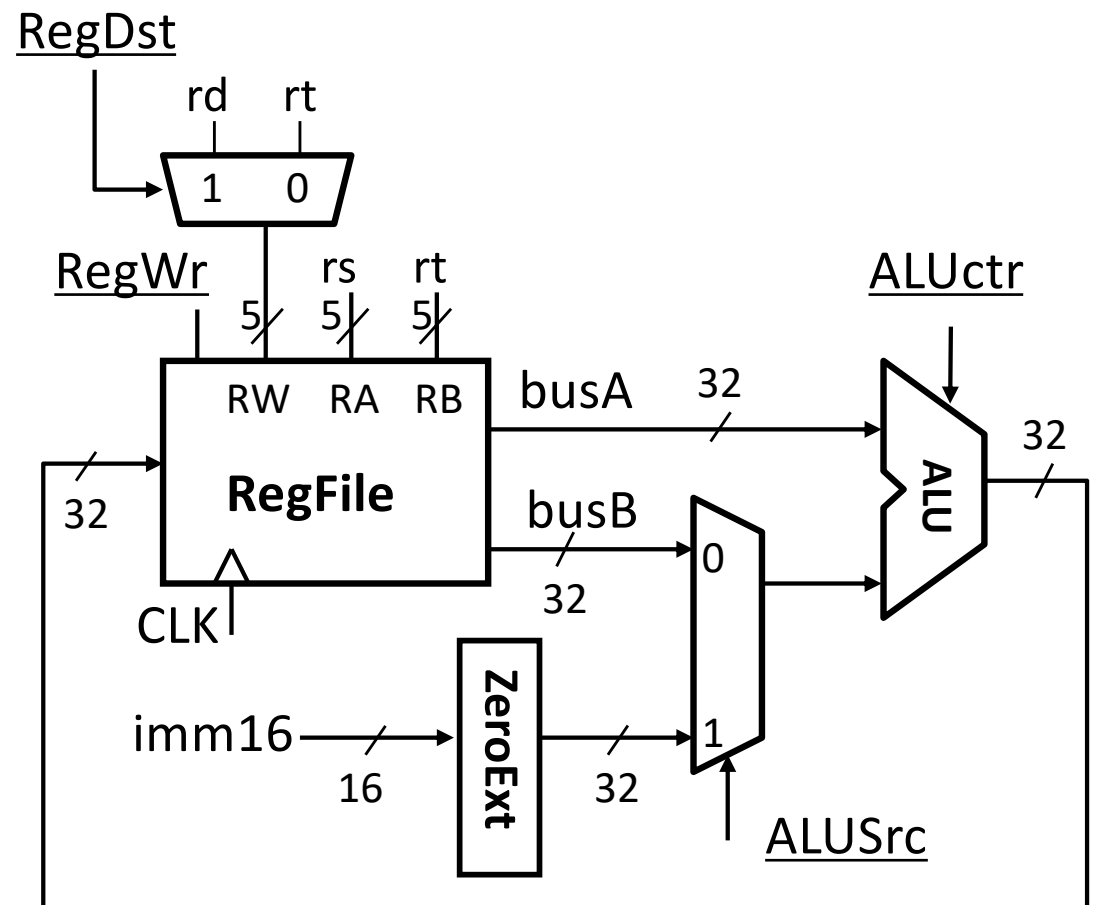 RegDst
rd rt
1 0
RegWr rs rt ALUctr
5 5 5
RW RA RB busA 32
32
RegFile ALU
32 busB
0
32
CLK
ZeroExt
imm16 1
16 32
ALUSrc